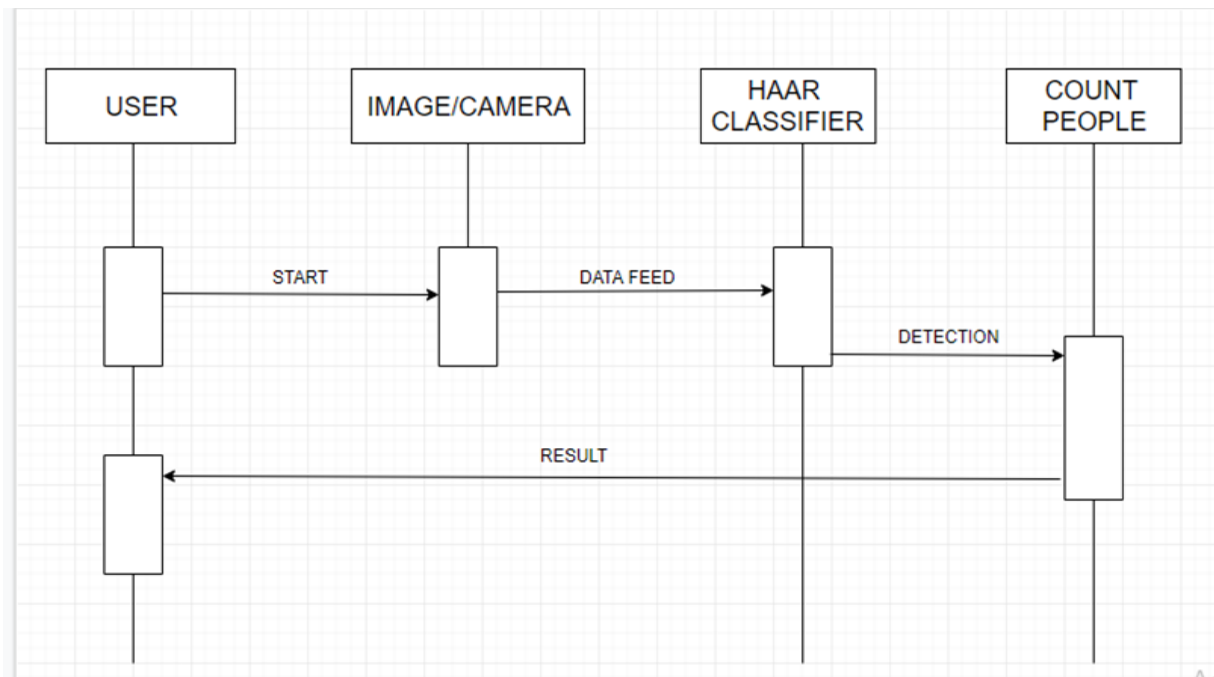 USER
IMAGE/CAMERA
HAAR
CLASSIFIER
COUNT
PEOPLE
START
DATA FEED
DETECTION
RESULT